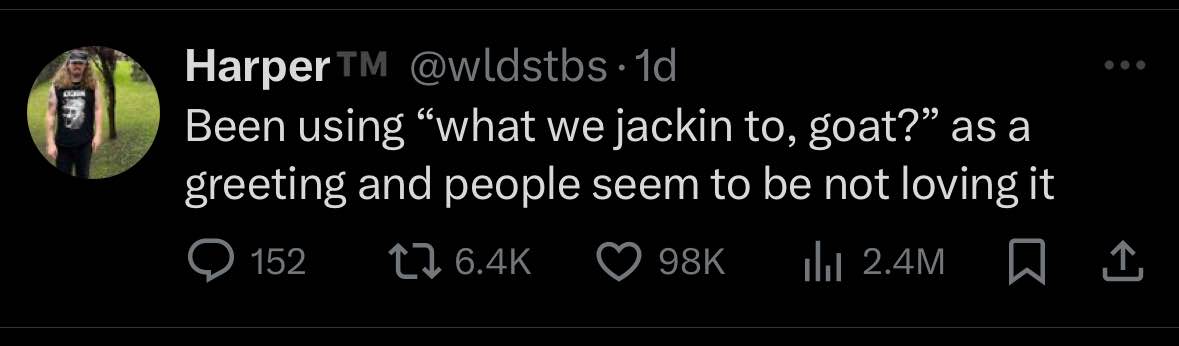 Harper™ @wldstbs · 1d
Been using “what we jackin to, goat?” as a
greeting and people seem to be not loving it
152 6.4K 98K 2.4M